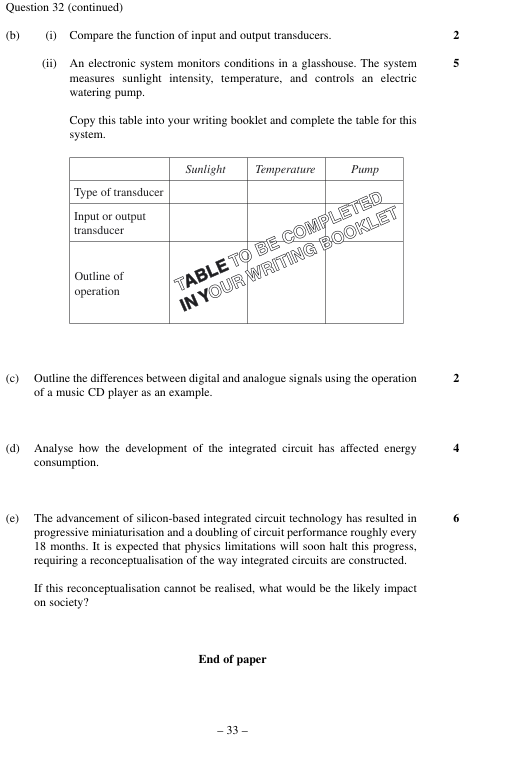 Question 32 (continued)
(b) (i) Compare the function of input and output transducers. 2
(ii) An electronic system monitors conditions in a glasshouse. The system 5
measures sunlight intensity, temperature, and controls an electric
watering pump.
Copy this table into your writing booklet and complete the table for this
system.
Sunlight Temperature Pump
Type of transducer
Input or output
transducer
Outline of
operation
TABLE TO BE COMPLETED
IN YOUR WRITING BOOKLET
(c) Outline the differences between digital and analogue signals using the operation 2
of a music CD player as an example.
(d) Analyse how the development of the integrated circuit has affected energy 4
consumption.
(e) The advancement of silicon-based integrated circuit technology has resulted in 6
progressive miniaturisation and a doubling of circuit performance roughly every
18 months. It is expected that physics limitations will soon halt this progress,
requiring a reconceptualisation of the way integrated circuits are constructed.
If this reconceptualisation cannot be realised, what would be the likely impact
on society?
End of paper
– 33 –